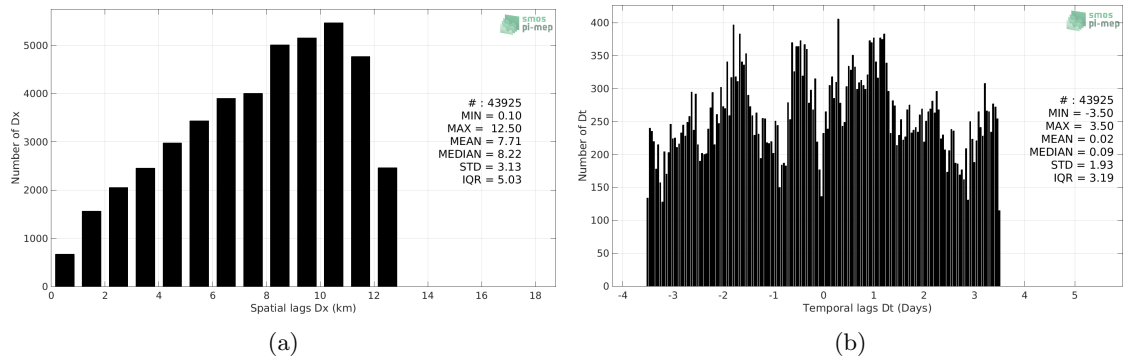 smos
pi-mep
5000
4000
3000
2000
1000
0
Number of Dx
# : 43925
MIN = 0.10
MAX = 12.50
MEAN = 7.71
MEDIAN = 8.22
STD = 3.13
IQR = 5.03
0 2 4 6 8 10 12 14 16 18
Spatial lags Dx (km)
(a)
smos
pi-mep
400
350
300
250
200
150
100
50
0
Number of Dt
# : 43925
MIN = -3.50
MAX = 3.50
MEAN = 0.02
MEDIAN = 0.09
STD = 1.93
IQR = 3.19
-4 -3 -2 -1 0 1 2 3 4 5
Temporal lags Dt (Days)
(b)